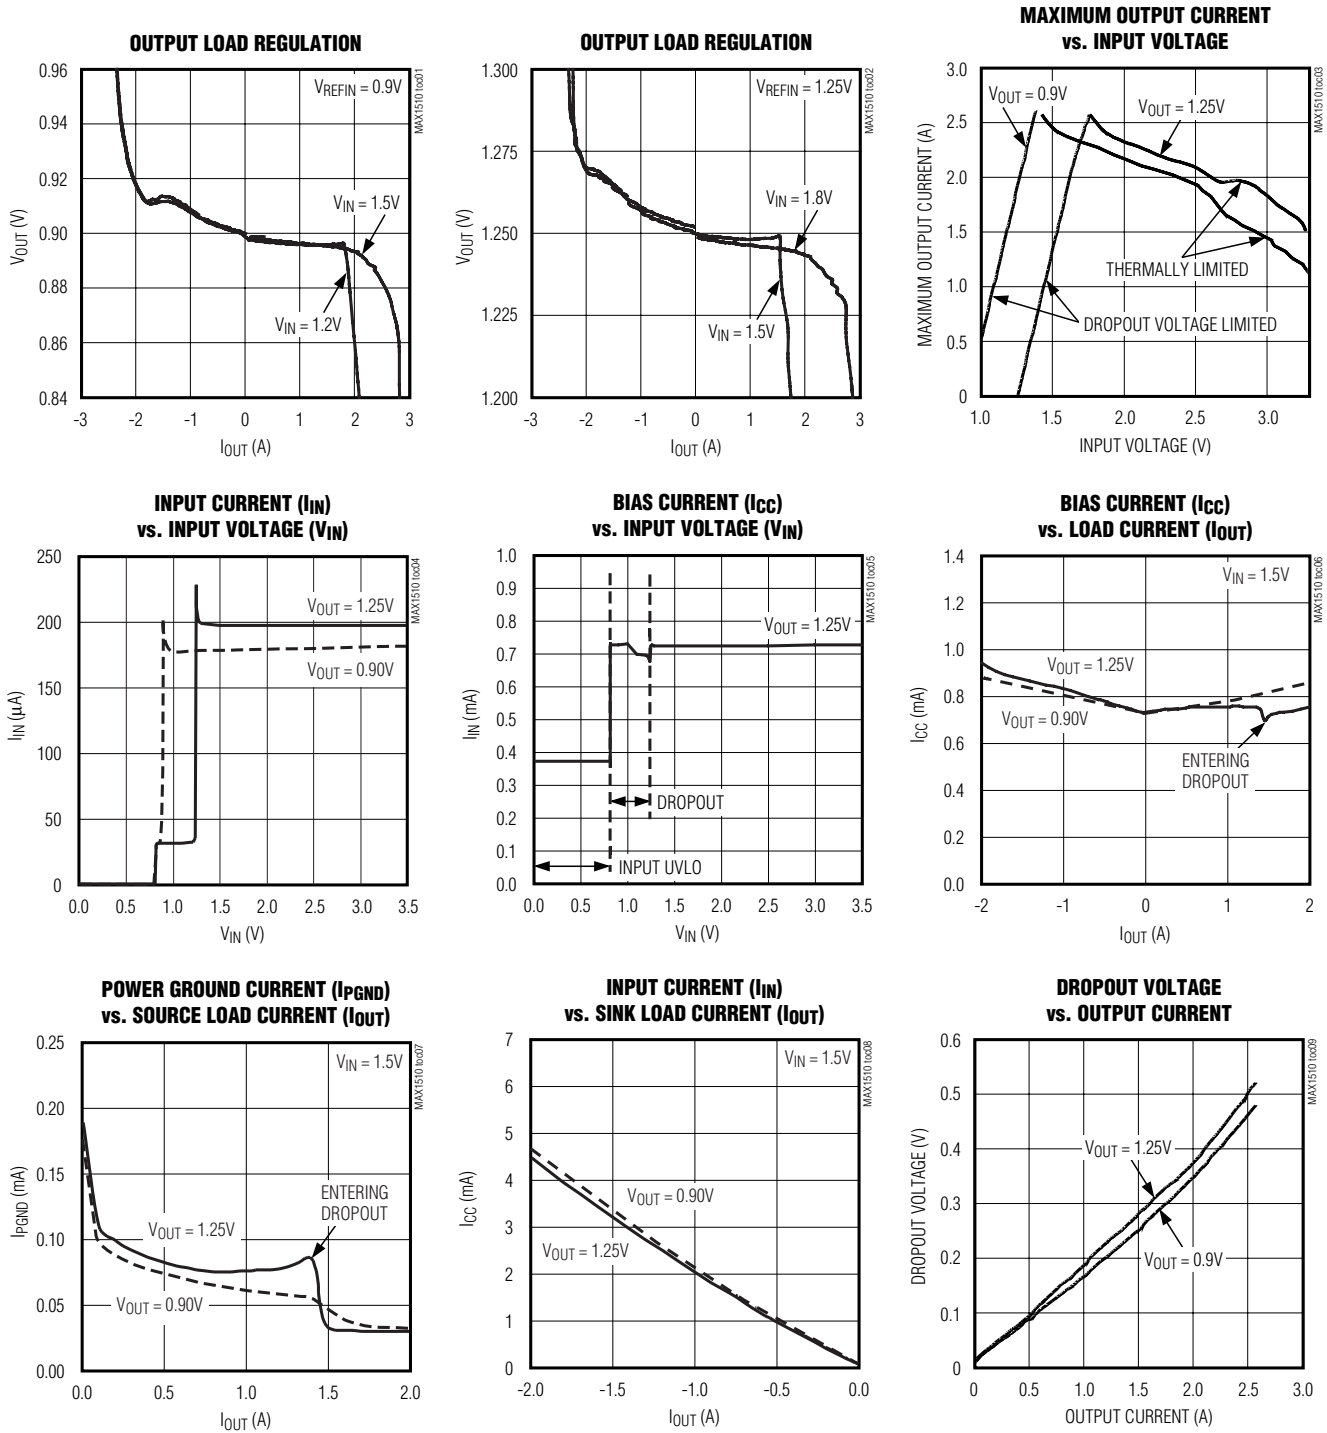 OUTPUT LOAD REGULATION
0.96
0.94
0.92
0.90
0.88
0.86
0.84
VOUT (V)
-3 -2 -1 0 1 2 3
IOUT (A)
VREFIN = 0.9V
VIN = 1.5V
VIN = 1.2V
MAX1510 toc01
OUTPUT LOAD REGULATION
1.300
1.275
1.250
1.225
1.200
VOUT (V)
-3 -2 -1 0 1 2 3
IOUT (A)
VREFIN = 1.25V
VIN = 1.8V
VIN = 1.5V
MAX1510 toc02
MAXIMUM OUTPUT CURRENT
vs. INPUT VOLTAGE
3.0
2.5
2.0
1.5
1.0
0.5
0
MAXIMUM OUTPUT CURRENT (A)
1.0 1.5 2.0 2.5 3.0
INPUT VOLTAGE (V)
VOUT = 0.9V
VOUT = 1.25V
THERMALLY LIMITED
DROPOUT VOLTAGE LIMITED
MAX1510 toc03
INPUT CURRENT (IIN)
vs. INPUT VOLTAGE (VIN)
250
200
150
100
50
0
IIN (µA)
0.0 0.5 1.0 1.5 2.0 2.5 3.0 3.5
VIN (V)
VOUT = 1.25V
VOUT = 0.90V
MAX1510 toc04
BIAS CURRENT (ICC)
vs. INPUT VOLTAGE (VIN)
1.0
0.9
0.8
0.7
0.6
0.5
0.4
0.3
0.2
0.1
0.0
IIN (mA)
0.0 0.5 1.0 1.5 2.0 2.5 3.0 3.5
VIN (V)
VOUT = 1.25V
DROPOUT
INPUT UVLO
MAX1510 toc05
BIAS CURRENT (ICC)
vs. LOAD CURRENT (IOUT)
1.4
1.2
1.0
0.8
0.6
0.4
0.2
0.0
ICC (mA)
-2 -1 0 1 2
IOUT (A)
VIN = 1.5V
VOUT = 1.25V
VOUT = 0.90V
ENTERING
DROPOUT
MAX1510 toc06
POWER GROUND CURRENT (IPGND)
vs. SOURCE LOAD CURRENT (IOUT)
0.25
0.20
0.15
0.10
0.05
0.00
IPGND (mA)
0.0 0.5 1.0 1.5 2.0
IOUT (A)
VIN = 1.5V
ENTERING
DROPOUT
VOUT = 1.25V
VOUT = 0.90V
MAX1510 toc07
INPUT CURRENT (IIN)
vs. SINK LOAD CURRENT (IOUT)
7
6
5
4
3
2
1
0
ICC (mA)
-2.0 -1.5 -1.0 -0.5 0.0
IOUT (A)
VIN = 1.5V
VOUT = 0.90V
VOUT = 1.25V
MAX1510 toc08
DROPOUT VOLTAGE
vs. OUTPUT CURRENT
0.6
0.5
0.4
0.3
0.2
0.1
0
DROPOUT VOLTAGE (V)
0 0.5 1.0 1.5 2.0 2.5 3.0
OUTPUT CURRENT (A)
VOUT = 1.25V
VOUT = 0.9V
MAX1510 toc09